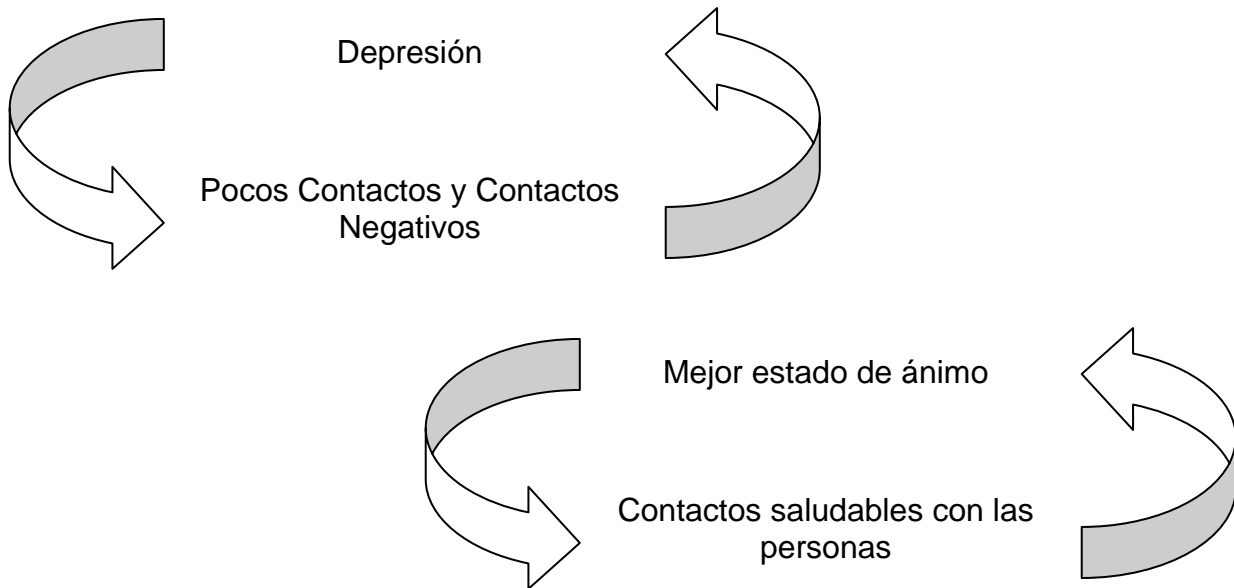 Depresión
Pocos Contactos y Contactos
Negativos
Mejor estado de ánimo
Contactos saludables con las
personas